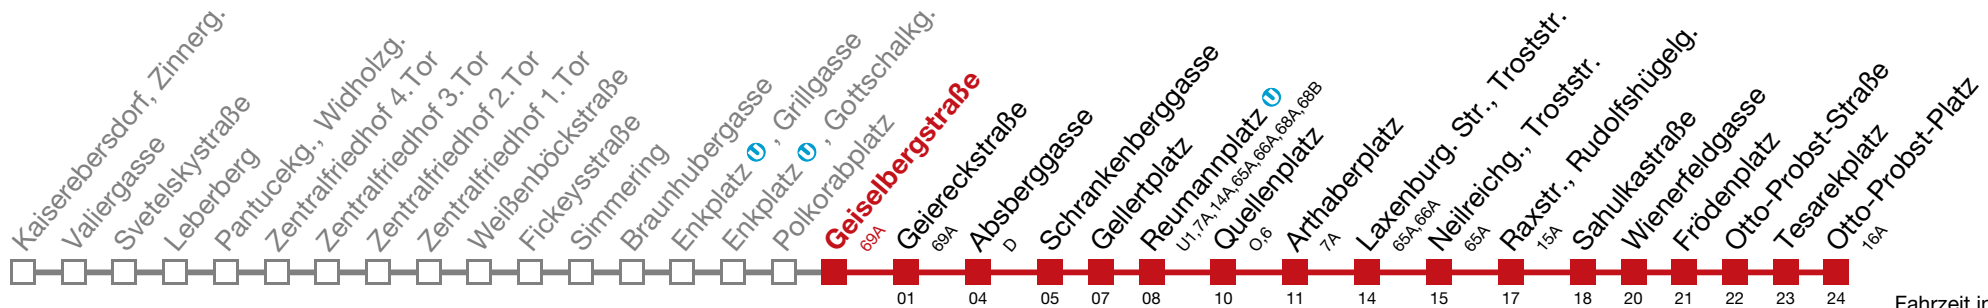 Kaiserebersdorf, Zinnerg.
Valiergasse
Svetelskystraße
Leberberg
Pantucekg., Widholzg.
Zentralfriedhof 4.Tor
Zentralfriedhof 3.Tor
Zentralfriedhof 2.Tor
Zentralfriedhof 1.Tor
Weißenböckstraße
Fickeysstraße
Simmering
Braunhubergasse
Enkplatz U , Grillgasse
Enkplatz U , Gottschalkg.
Polkorabplatz
Geiselbergstraße
69A
Geiereckstraße
69A
Absberggasse
D
Schrankenberggasse
Gellertplatz
Reumannplatz U
U1,7A,14A,65A,66A,68A,68B
Quellenplatz
O,6
Arthaberplatz
7A
Laxenburg. Str., Troststr.
65A,66A
Neilreichg., Troststr.
65A
Raxstr., Rudolfshügelg.
15A
Sahulkastraße
Wienerfeldgasse
Frödenplatz
Otto-Probst-Straße
Tesarekplatz
Otto-Probst-Platz
16A
01 04 05 07 08 10 11 14 15 17 18 20 21 22 23 24
Fahrzeit